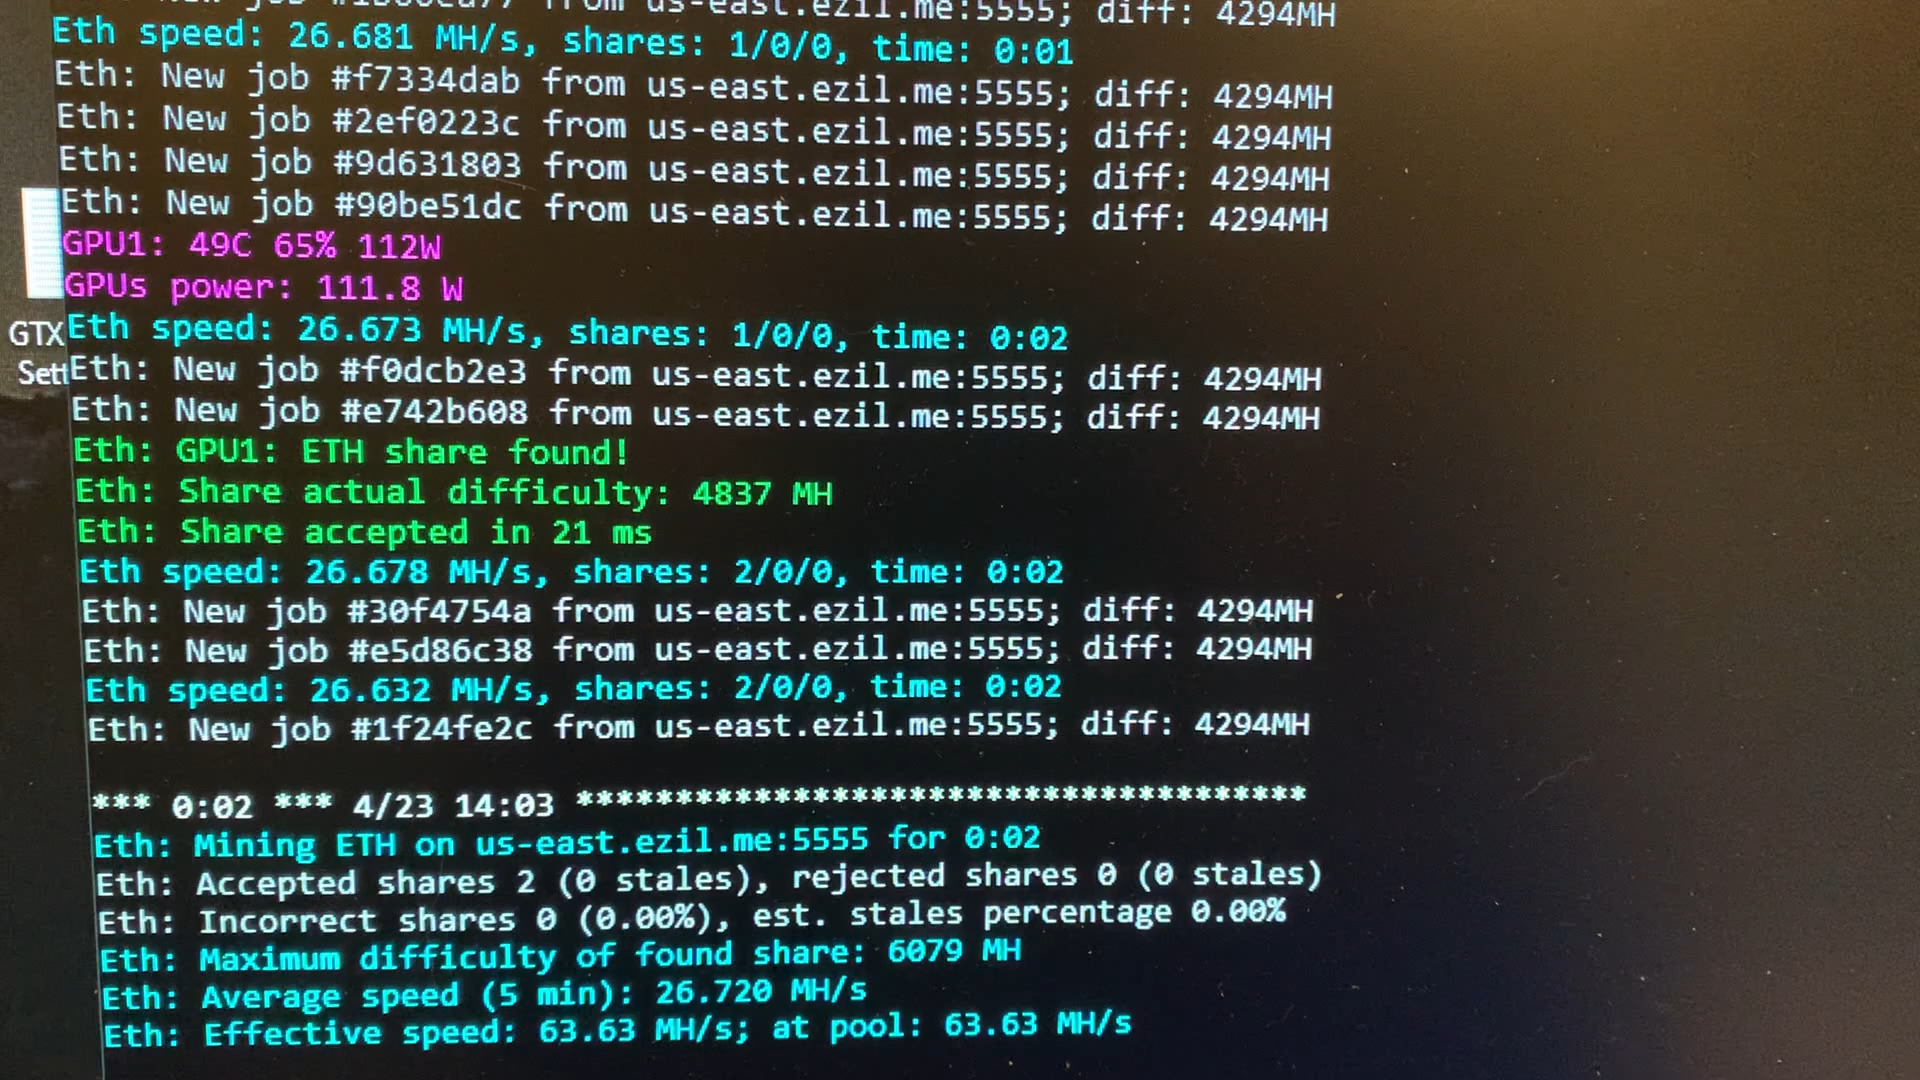 New job #1b60cd77 from us-east.ezil.me:5555; diff: 4294MH
Eth speed: 26.681 MH/s, shares: 1/0/0, time: 0:01
Eth: New job #f7334dab from us-east.ezil.me:5555; diff: 4294MH
Eth: New job #2ef0223c from us-east.ezil.me:5555; diff: 4294MH
Eth: New job #9d631803 from us-east.ezil.me:5555; diff: 4294MH
Eth: New job #90be51dc from us-east.ezil.me:5555; diff: 4294MH
GPU1: 49C 65% 112W
GPUs power: 111.8 W
GTX
Eth speed: 26.673 MH/s, shares: 1/0/0, time: 0:02
Sett
Eth: New job #f0dcb2e3 from us-east.ezil.me:5555; diff: 4294MH
Eth: New job #e742b608 from us-east.ezil.me:5555; diff: 4294MH
Eth: GPU1: ETH share found!
Eth: Share actual difficulty: 4837 MH
Eth: Share accepted in 21 ms
Eth speed: 26.678 MH/s, shares: 2/0/0, time: 0:02
Eth: New job #30f4754a from us-east.ezil.me:5555; diff: 4294MH
Eth: New job #e5d86c38 from us-east.ezil.me:5555; diff: 4294MH
Eth speed: 26.632 MH/s, shares: 2/0/0, time: 0:02
Eth: New job #1f24fe2c from us-east.ezil.me:5555; diff: 4294MH
*** 0:02 *** 4/23 14:03 **************************************
Eth: Mining ETH on us-east.ezil.me:5555 for 0:02
Eth: Accepted shares 2 (0 stales), rejected shares 0 (0 stales)
Eth: Incorrect shares 0 (0.00%), est. stales percentage 0.00%
Eth: Maximum difficulty of found share: 6079 MH
Eth: Average speed (5 min): 26.720 MH/s
Eth: Effective speed: 63.63 MH/s; at pool: 63.63 MH/s